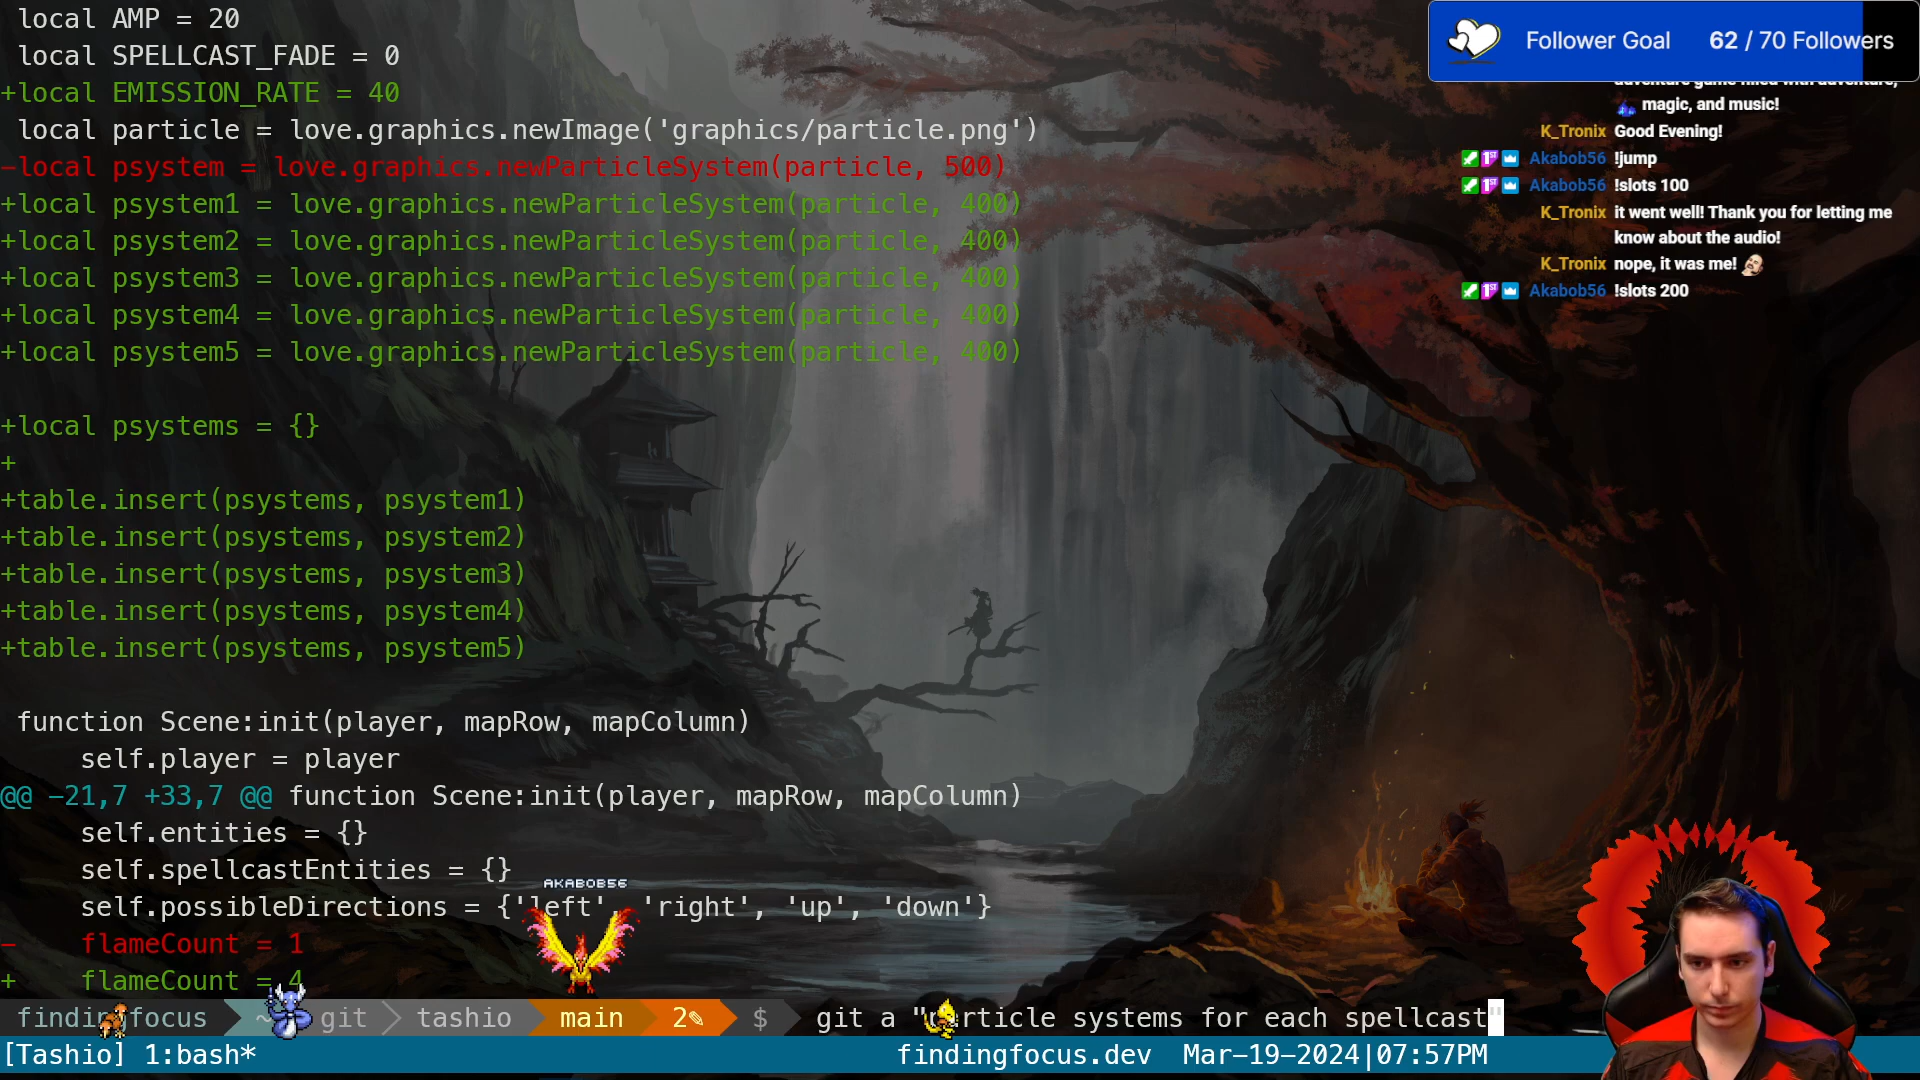 local AMP = 20
local SPELLCAST_FADE = 0
+local EMISSION_RATE = 40
local particle = love.graphics.newImage('graphics/particle.png')
-local psystem = love.graphics.newParticleSystem(particle, 500)
+local psystem1 = love.graphics.newParticleSystem(particle, 400)
+local psystem2 = love.graphics.newParticleSystem(particle, 400)
+local psystem3 = love.graphics.newParticleSystem(particle, 400)
+local psystem4 = love.graphics.newParticleSystem(particle, 400)
+local psystem5 = love.graphics.newParticleSystem(particle, 400)
+local psystems = {}
+
+table.insert(psystems, psystem1)
+table.insert(psystems, psystem2)
+table.insert(psystems, psystem3)
+table.insert(psystems, psystem4)
+table.insert(psystems, psystem5)
function Scene:init(player, mapRow, mapColumn)
self.player = player
@@ -21,7 +33,7 @@ function Scene:init(player, mapRow, mapColumn)
self.entities = {}
self.spellcastEntities = {}
AKABOB56
self.possibleDirections = {'left', 'right', 'up', 'down'}
- flameCount = 1
+ flameCount = 4
findingfocus ~ git tashio main 2✎ $ git a "particle systems for each spellcast"
[Tashio] 1:bash* findingfocus.dev Mar-19-2024|07:57PM
Follower Goal 62 / 70 Followers
adventure game filled with adventure,
magic, and music!
K_Tronix Good Evening!
Akabob56 !jump
Akabob56 !slots 100
K_Tronix it went well! Thank you for letting me
know about the audio!
K_Tronix nope, it was me!
Akabob56 !slots 200